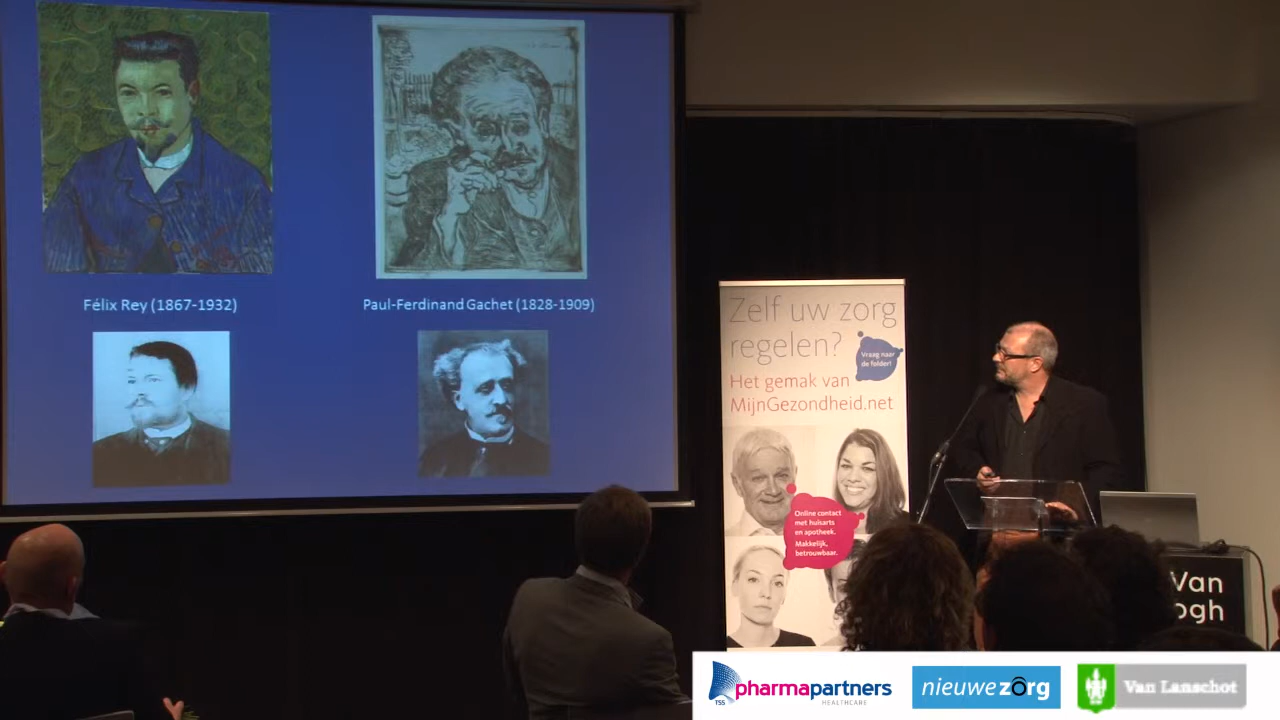 Félix Rey (1867-1932)
Paul-Ferdinand Gachet (1828-1909)
Zelf uw zorg
regelen?
Vraag naar
de folder!
Het gemak van
MijnGezondheid.net
Online contact
met huisarts
en apotheek.
Makkelijk,
betrouwbaar.
Van
ogh
pharmapartners
TSS
HEALTHCARE
nieuwezorg
Van Lanschot